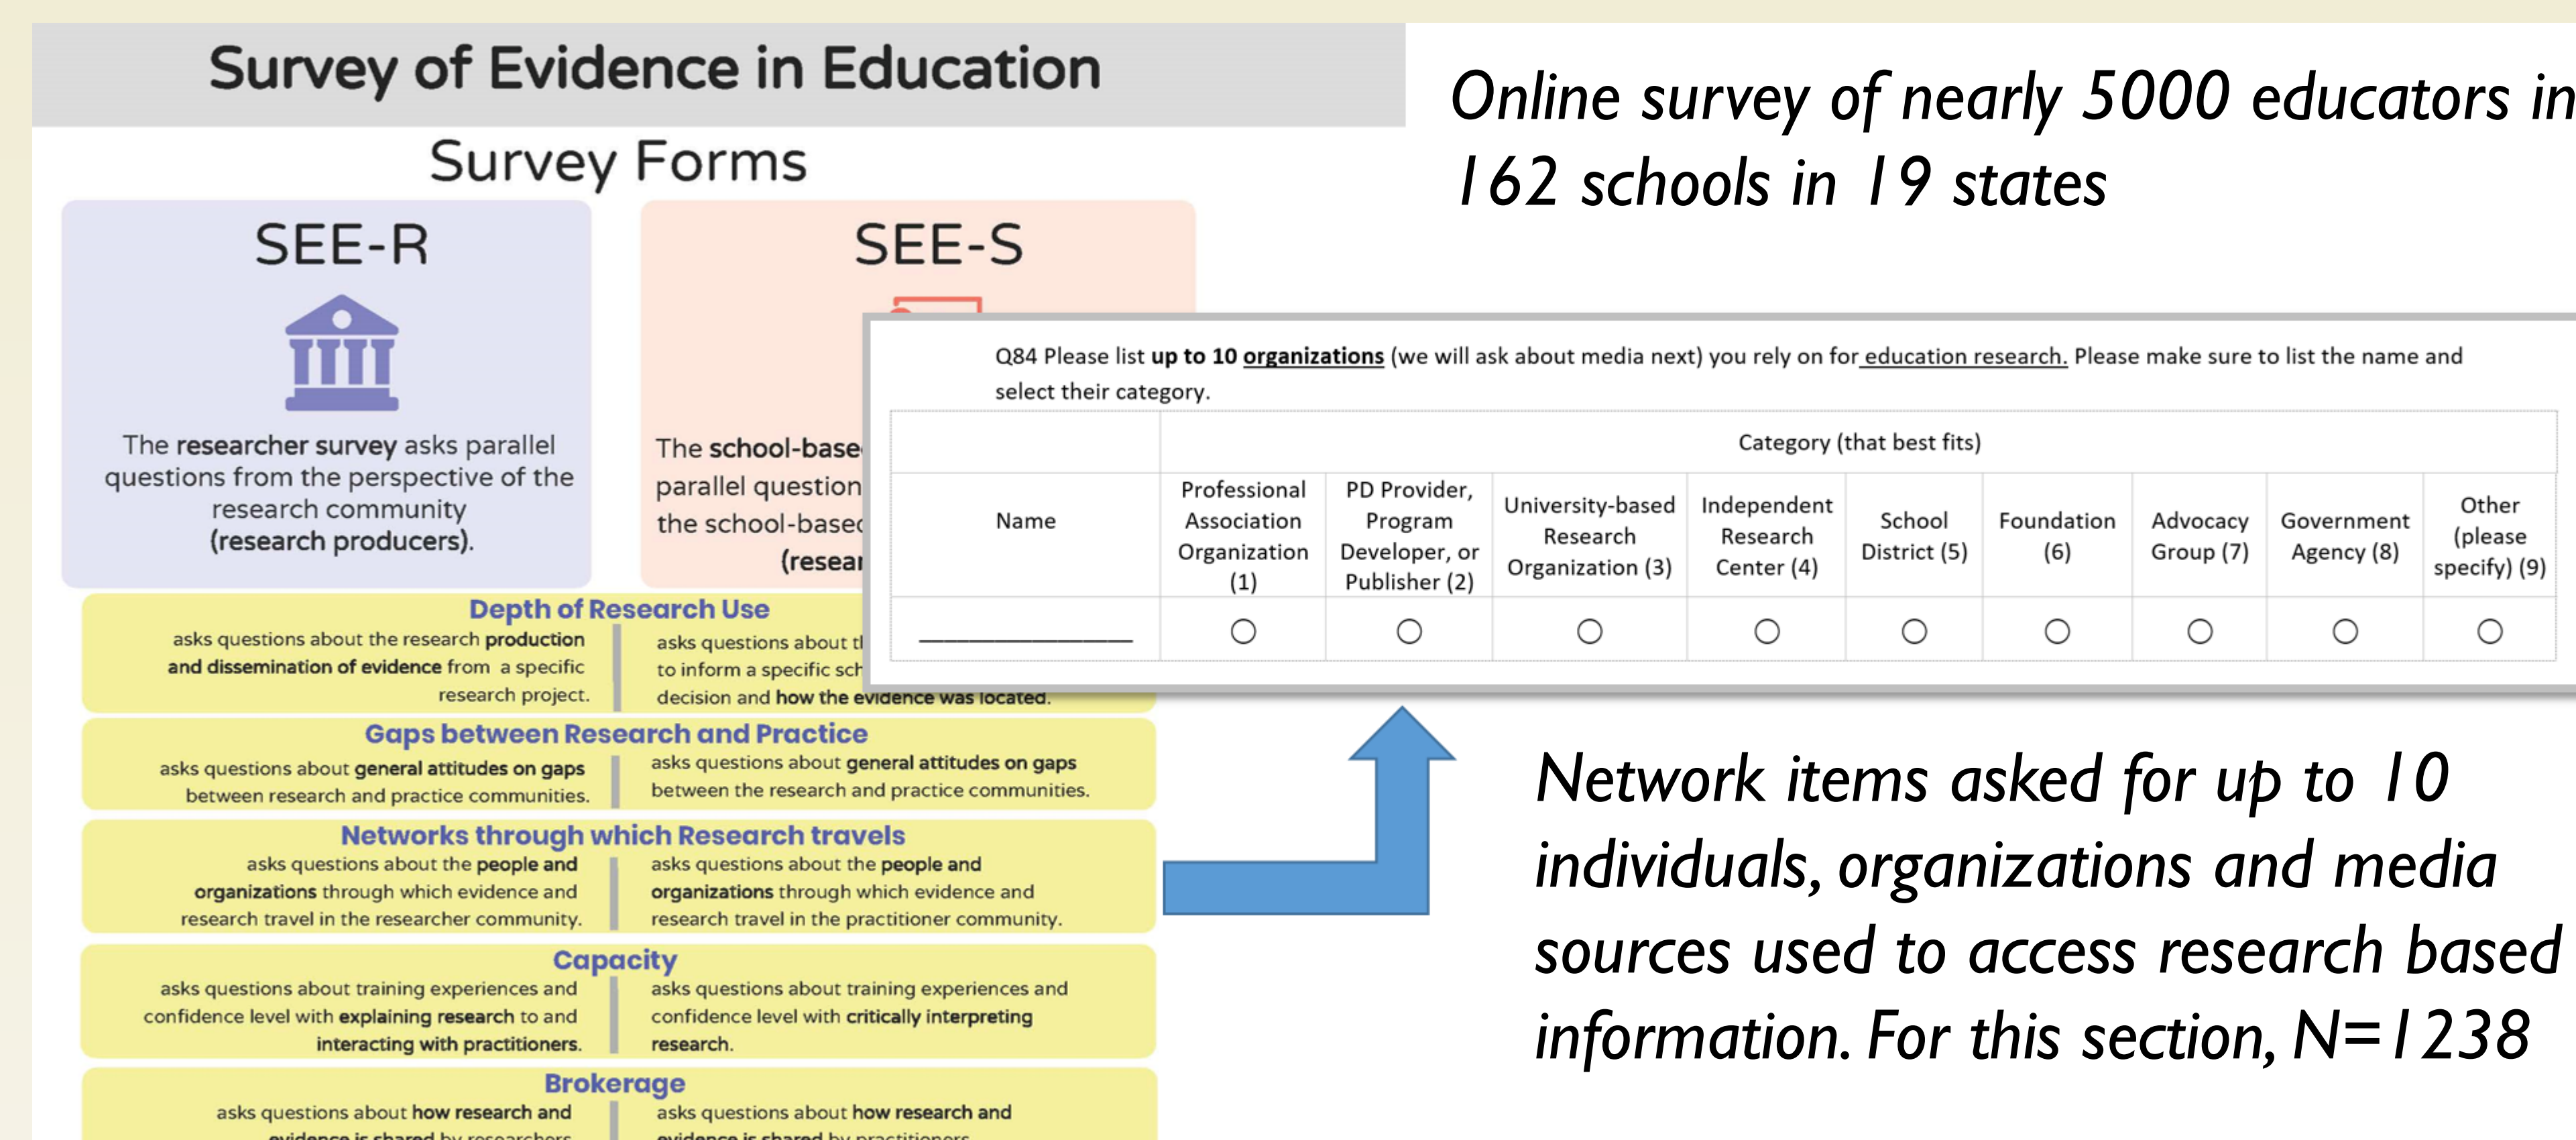 Survey of Evidence in Education
Survey Forms
SEE-R
The researcher survey asks parallel
questions from the perspective of the
research community
(research producers).
SEE-S
The school-base
parallel question
the school-based
(resear
Depth of Research Use
asks questions about the research production
and dissemination of evidence from a specific
research project.
asks questions about
to inform a specific
decision and how the evidence was located.
Gaps between Research and Practice
asks questions about general attitudes on gaps
between research and practice communities.
asks questions about general attitudes on gaps
between the research and practice communities.
Networks through which Research travels
asks questions about the people and
organizations through which evidence and
research travel in the researcher community.
asks questions about the people and
organizations through which evidence and
research travel in the practitioner community.
Capacity
asks questions about training experiences and
confidence level with explaining research to and
interacting with practitioners.
asks questions about training experiences and
confidence level with critically interpreting
research.
Brokerage
asks questions about how research and
evidence is shared by researchers
asks questions about how research and
evidence is shared by practitioners
Online survey of nearly 5000 educators in
162 schools in 19 states
Q84 Please list up to 10 organizations (we will ask about media next) you rely on for education research. Please make sure to list the name and
select their category.
Category (that best fits)
Name
Professional
Association
Organization
(1)
PD Provider,
Program
Developer, or
Publisher (2)
University-based
Research
Organization (3)
Independent
Research
Center (4)
School
District (5)
Foundation
(6)
Advocacy
Group (7)
Government
Agency (8)
Other
(please
specify) (9)
Network items asked for up to 10
individuals, organizations and media
sources used to access research based
information. For this section, N=1238